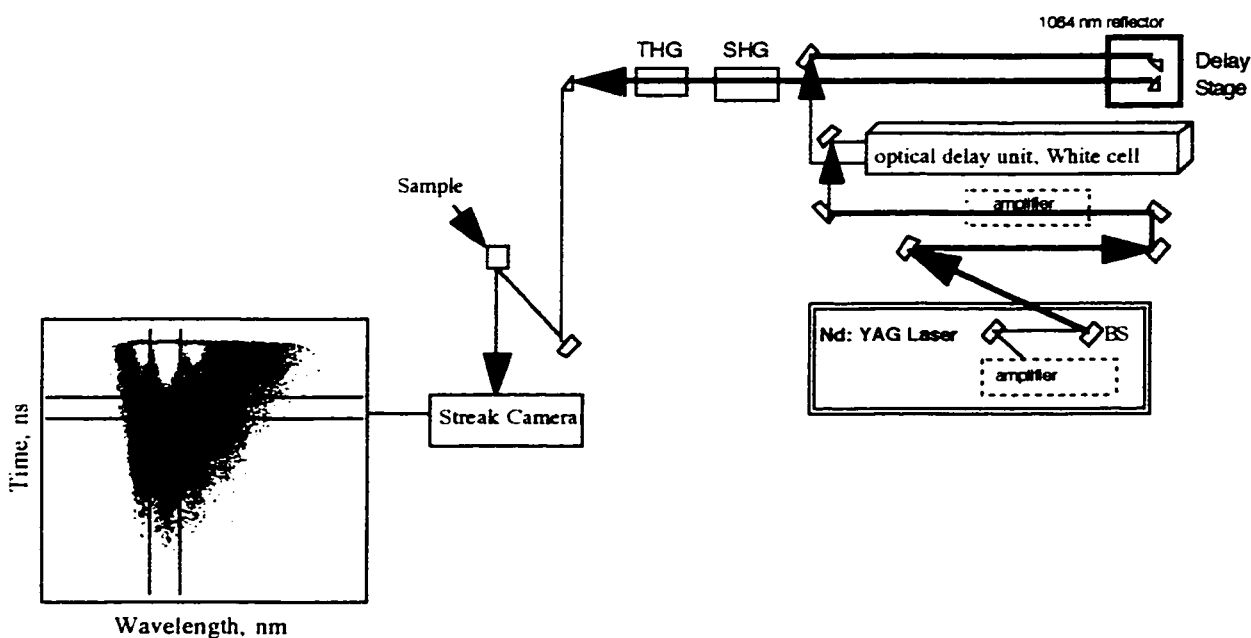 1064 nm reflector
THG
SHG
Delay
Stage
optical delay unit, White cell
Sample
amplifier
Nd: YAG Laser
BS
amplifier
Streak Camera
Time, ns
Wavelength, nm